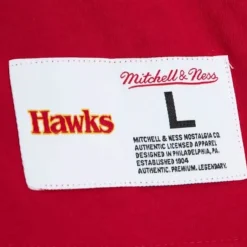 Mitchell & Ness
Hawks
L
MITCHELL & NESS NOSTALGIA CO.
AUTHENTIC LICENSED APPAREL
DESIGNED IN PHILADELPHIA, PA.
ESTABLISHED 1904
AUTHENTIC. PREMIUM. LEGENDARY.